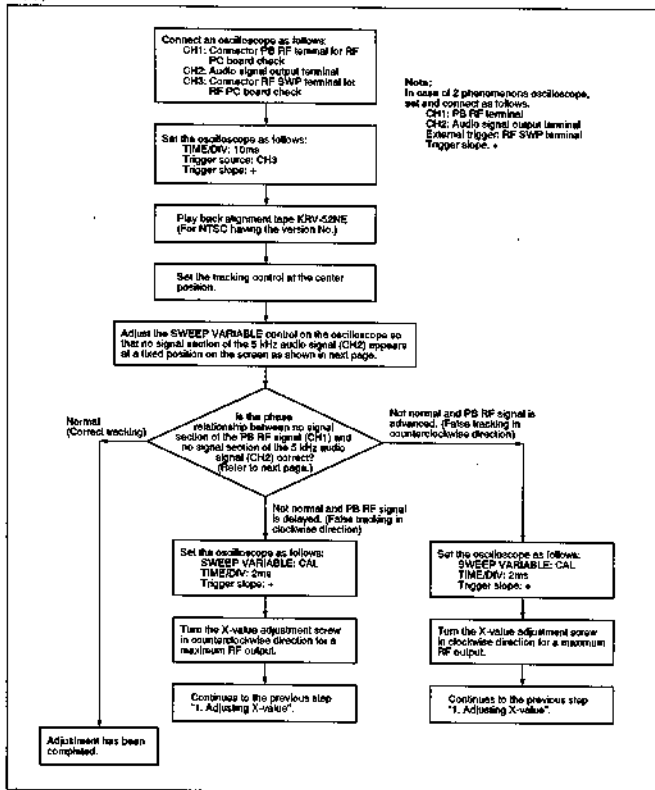 Connect an oscilloscope as follows:
CH1: Connector PB RF terminal for RF
PC board check
CH2: Audio signal output terminal
CH3: Connector RF SWP terminal for
RF PC board check
Note:
In case of 2 phenomenons oscilloscope,
set and connect as follows.
CH1: PB RF terminal
CH2: Audio signal output terminal
External trigger: RF SWP terminal
Trigger slope: +
Set the oscilloscope as follows:
TIME/DIV: 10ms
Trigger source: CH3
Trigger slope: +
Play back alignment tape KRV-52NE
(For NTSC having the version No.)
Set the tracking control at the center
position.
Adjust the SWEEP VARIABLE control on the oscilloscope so
that no signal section of the 5 kHz audio signal (CH2) appears
at a fixed position on the screen as shown in next page.
Normal
(Correct tracking)
Is the phase
relationship between no signal
section of the PB RF signal (CH1) and
no signal section of the 5 kHz audio
signal (CH2) correct?
(Refer to next page.)
Not normal and PB RF signal is
advanced. (False tracking in
counterclockwise direction)
Not normal and PB RF signal
is delayed. (False tracking in
clockwise direction)
Set the oscilloscope as follows:
SWEEP VARIABLE: CAL
TIME/DIV: 2ms
Trigger slope: +
Set the oscilloscope as follows:
SWEEP VARIABLE: CAL
TIME/DIV: 2ms
Trigger slope: +
Turn the X-value adjustment screw
in counterclockwise direction for a
maximum RF output.
Turn the X-value adjustment screw
in clockwise direction for a maximum
RF output.
Continues to the previous step
"1. Adjusting X-value".
Continues to the previous step
"1. Adjusting X-value".
Adjustment has been
completed.